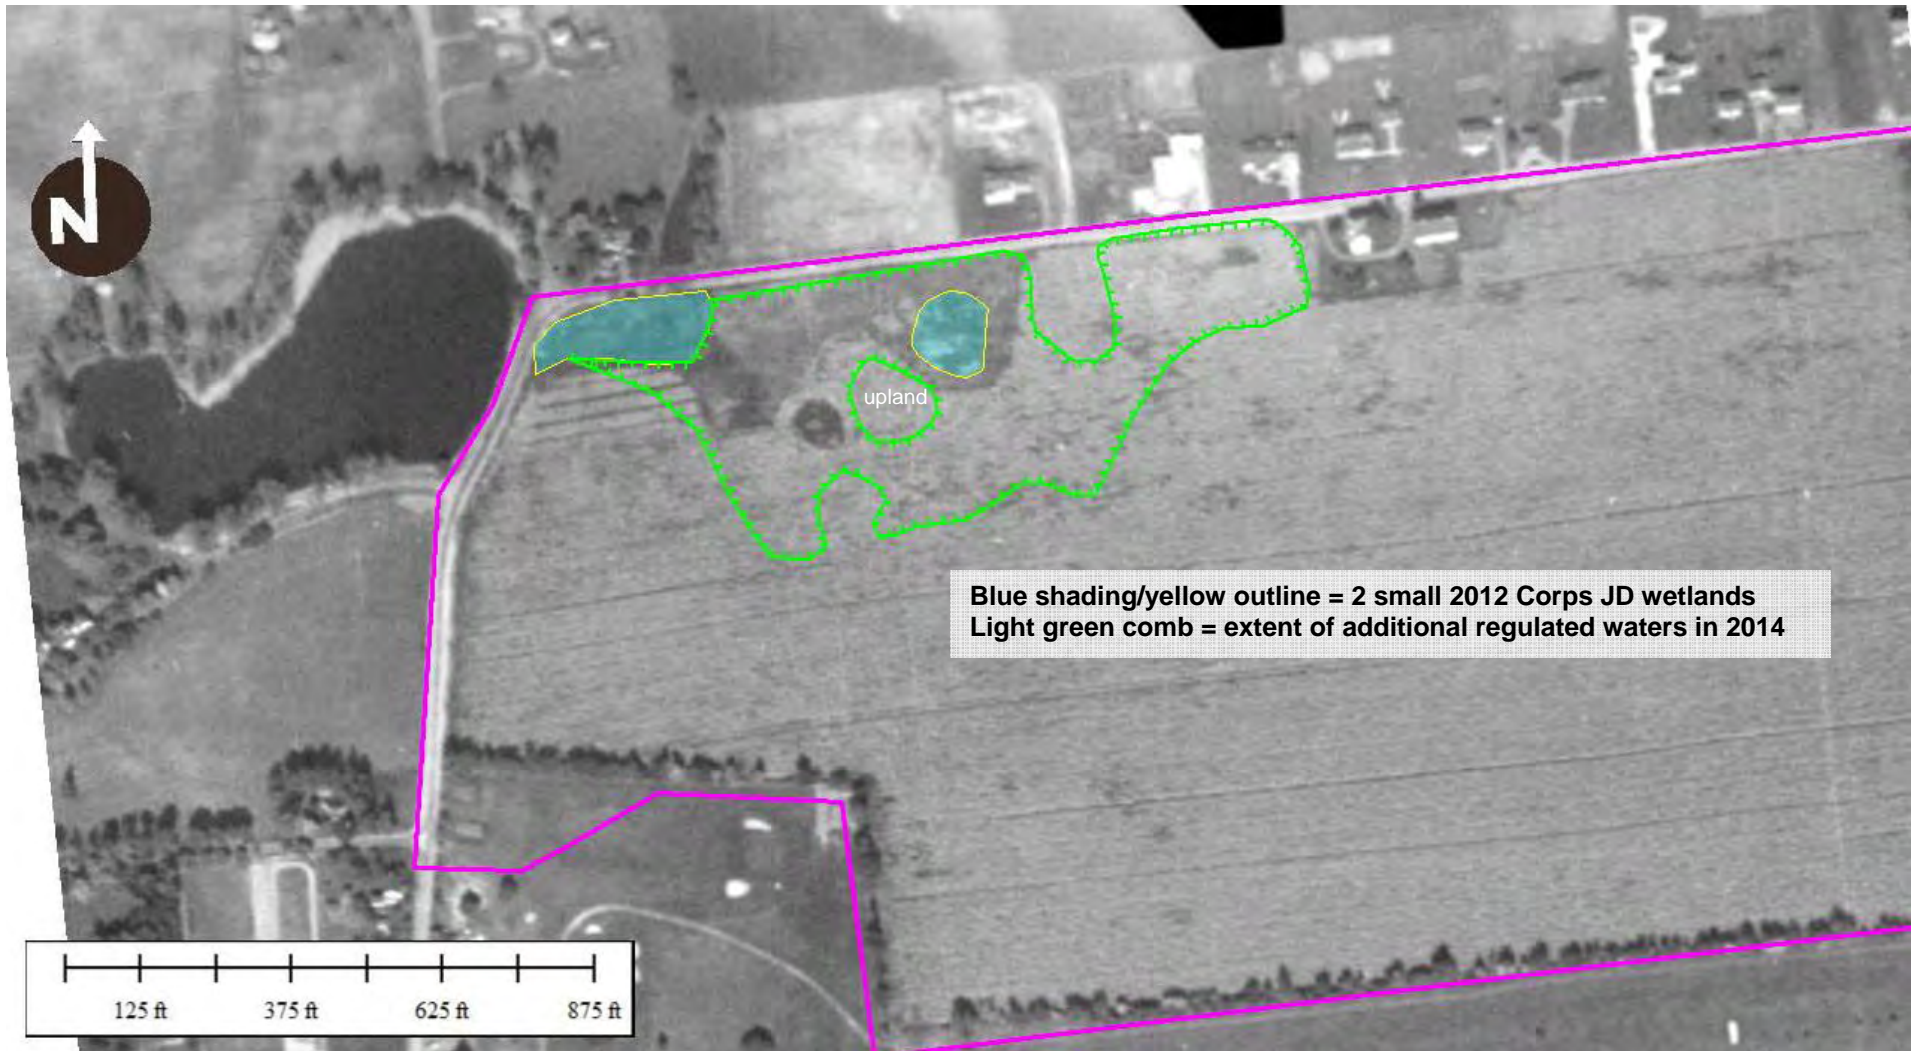 N
upland
Blue shading/yellow outline = 2 small 2012 Corps JD wetlands
Light green comb = extent of additional regulated waters in 2014
125 ft 375 ft 625 ft 875 ft